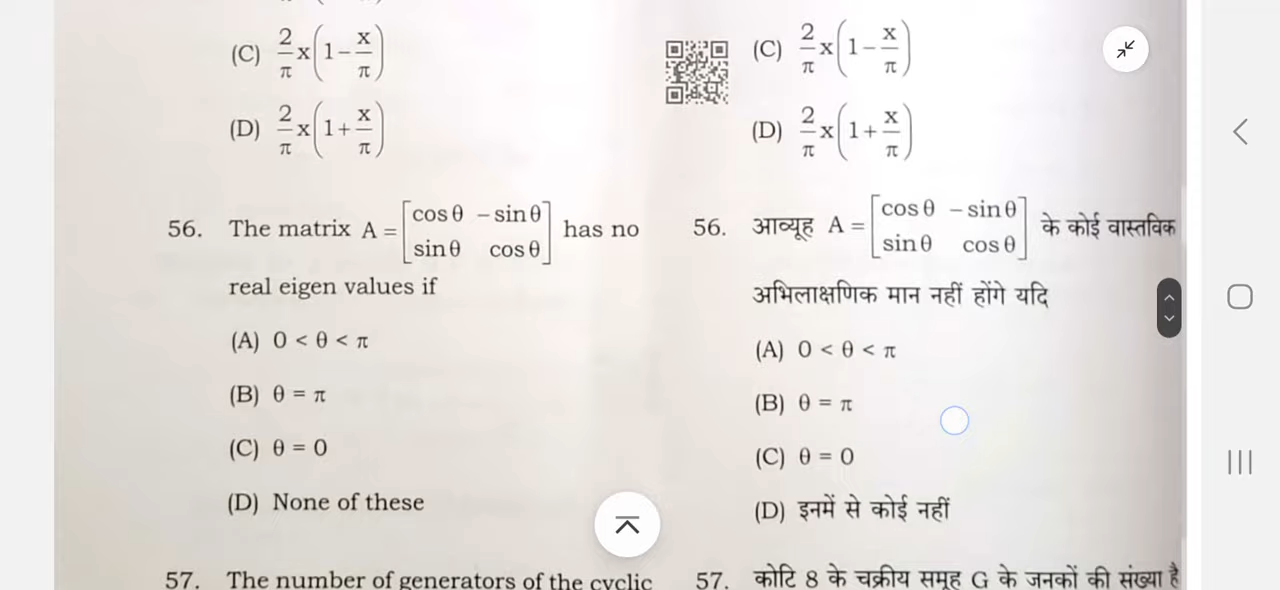 (C) 2/π x(1−x/π)
(D) 2/π x(1+x/π)
56. The matrix A = [cosθ −sinθ; sinθ cosθ] has no
real eigen values if
(A) 0 < θ < π
(B) θ = π
(C) θ = 0
(D) None of these
57. The number of generators of the cyclic
(C) 2/π x(1−x/π)
(D) 2/π x(1+x/π)
56. आव्यूह A = [cosθ −sinθ; sinθ cosθ] के कोई वास्तविक
अभिलाक्षणिक मान नहीं होंगे यदि
(A) 0 < θ < π
(B) θ = π
(C) θ = 0
(D) इनमें से कोई नहीं
57. कोटि 8 के चक्रीय समूह G के जनकों की संख्या है